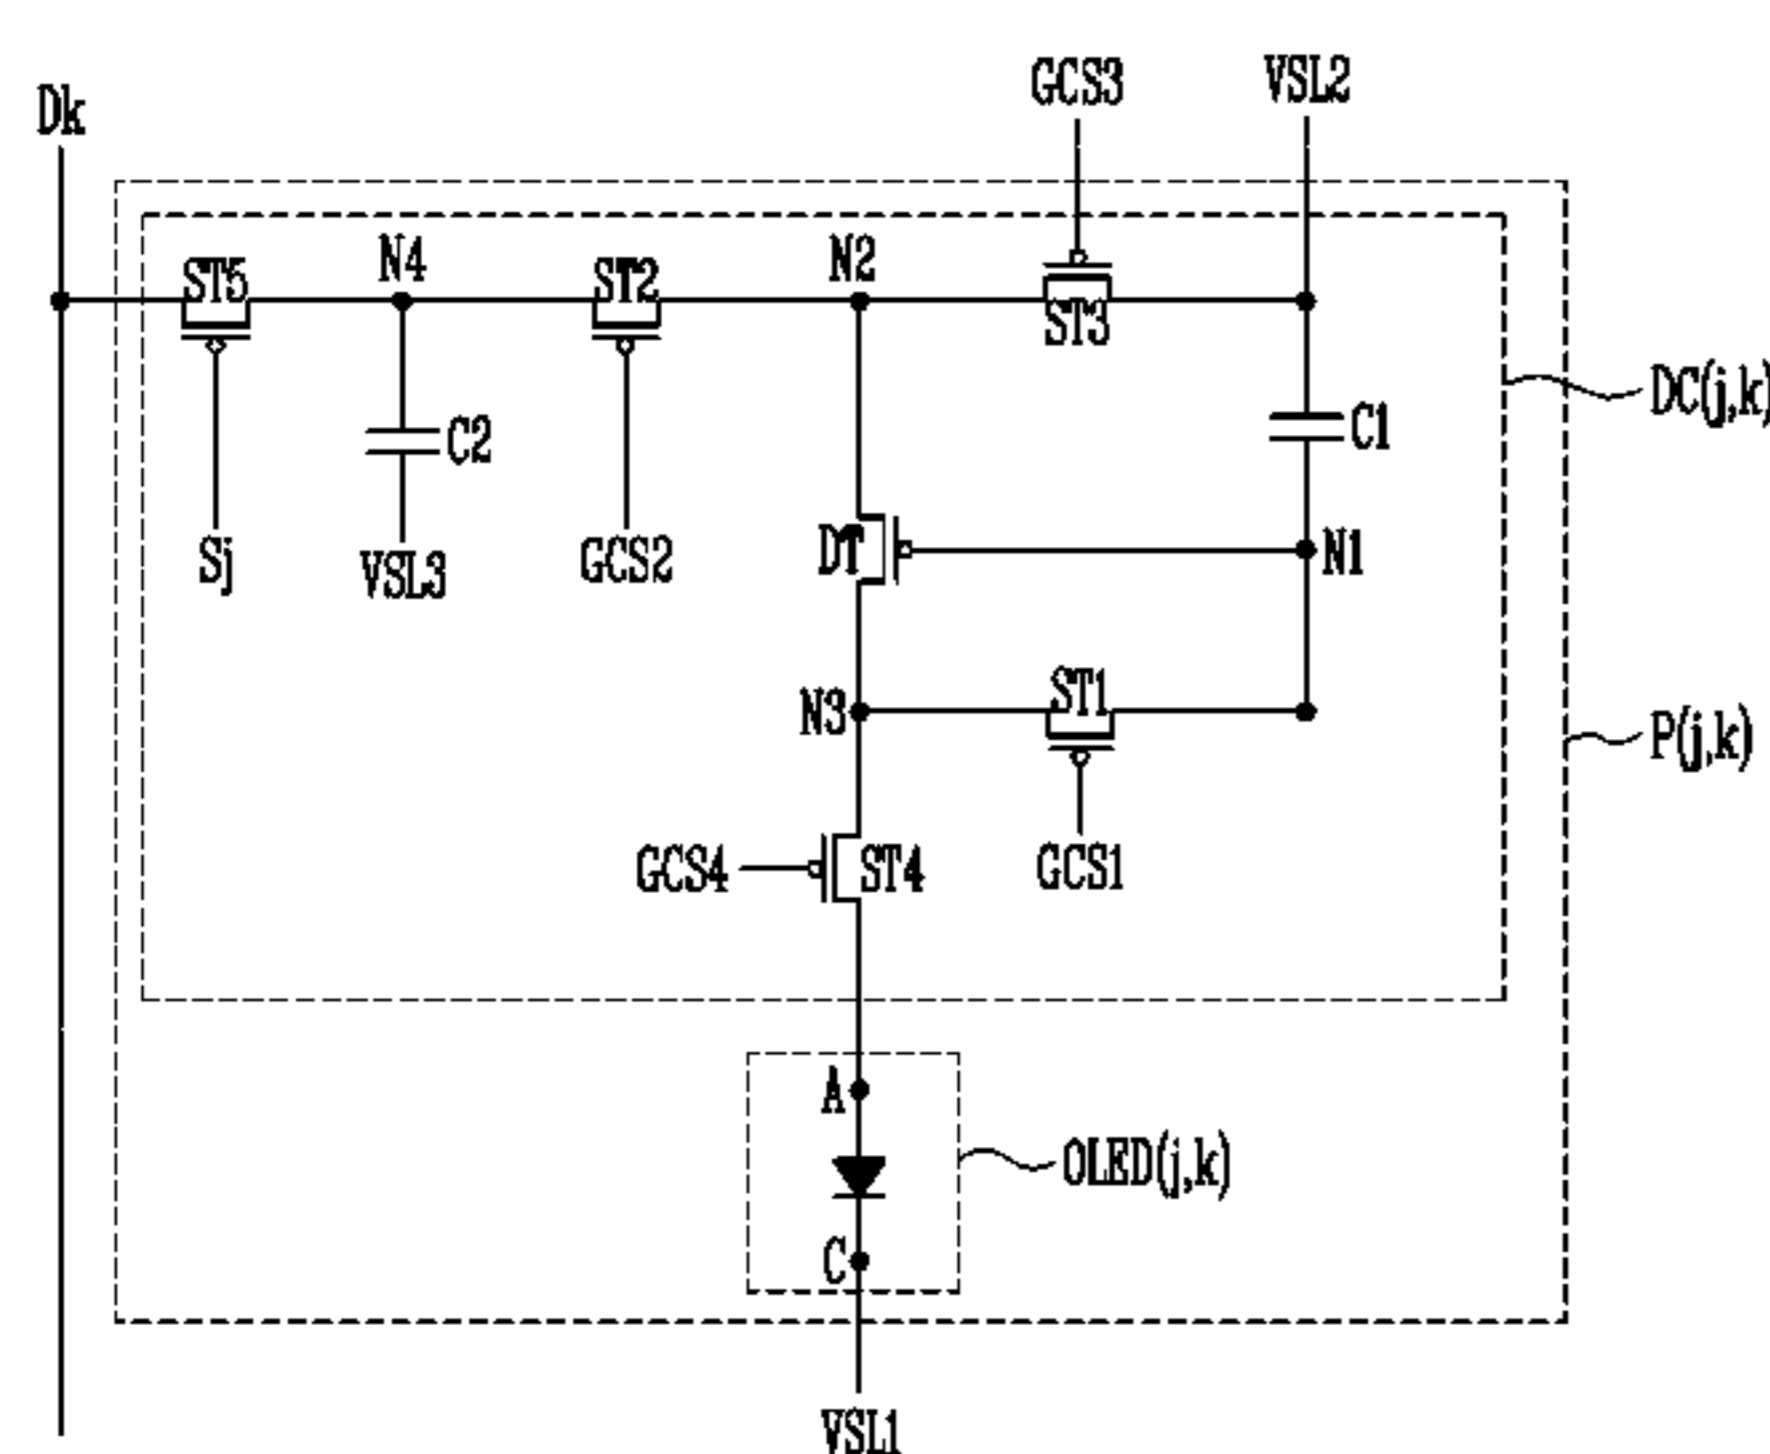 GCS3
VSL2
Dk
N4
N2
ST5
ST2
ST3
DC(j,k)
C2
C1
Sj
VSL3
GCS2
DT
N1
N3
ST1
P(j,k)
GCS4
ST4
GCS1
A
OLED(j,k)
C
VSL1